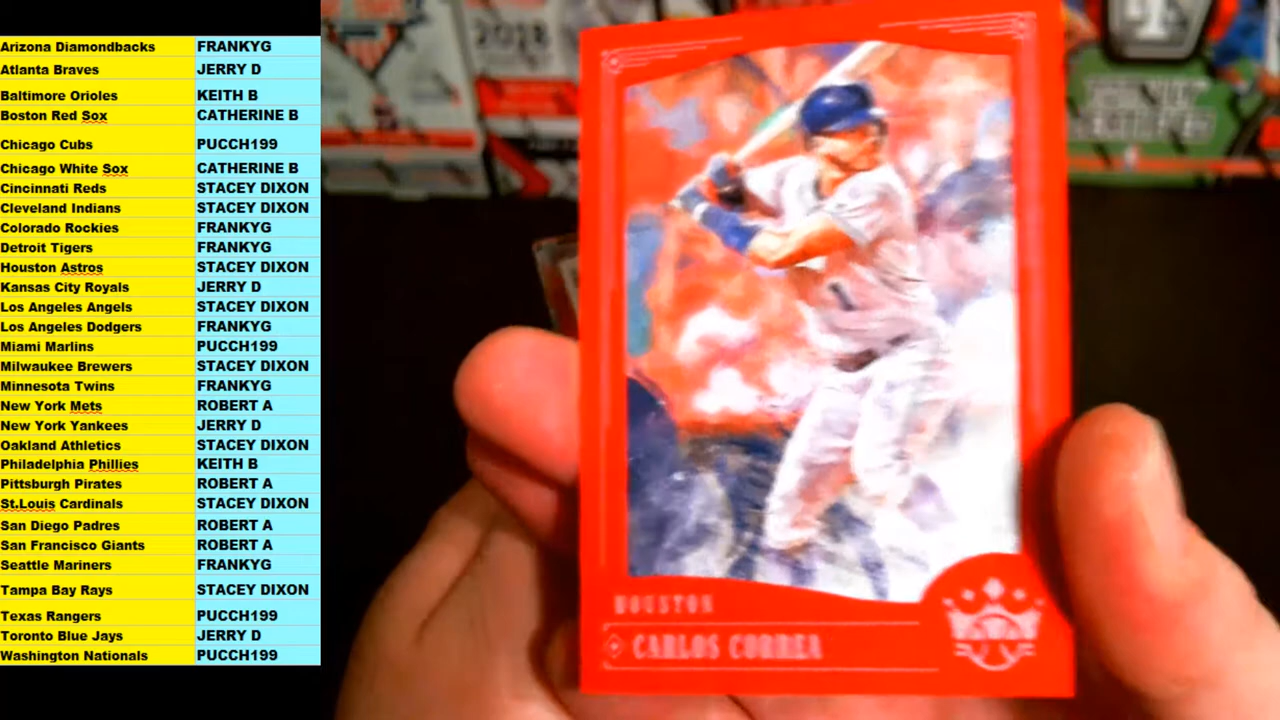 Arizona Diamondbacks FRANKYG
Atlanta Braves JERRY D
Baltimore Orioles KEITH B
Boston Red Sox CATHERINE B
Chicago Cubs PUCCH199
Chicago White Sox CATHERINE B
Cincinnati Reds STACEY DIXON
Cleveland Indians STACEY DIXON
Colorado Rockies FRANKYG
Detroit Tigers FRANKYG
Houston Astros STACEY DIXON
Kansas City Royals JERRY D
Los Angeles Angels STACEY DIXON
Los Angeles Dodgers FRANKYG
Miami Marlins PUCCH199
Milwaukee Brewers STACEY DIXON
Minnesota Twins FRANKYG
New York Mets ROBERT A
New York Yankees JERRY D
Oakland Athletics STACEY DIXON
Philadelphia Phillies KEITH B
Pittsburgh Pirates ROBERT A
St.Louis Cardinals STACEY DIXON
San Diego Padres ROBERT A
San Francisco Giants ROBERT A
Seattle Mariners FRANKYG
Tampa Bay Rays STACEY DIXON
Texas Rangers PUCCH199
Toronto Blue Jays JERRY D
Washington Nationals PUCCH199
2018
1
HOUSTON
CARLOS CORREA